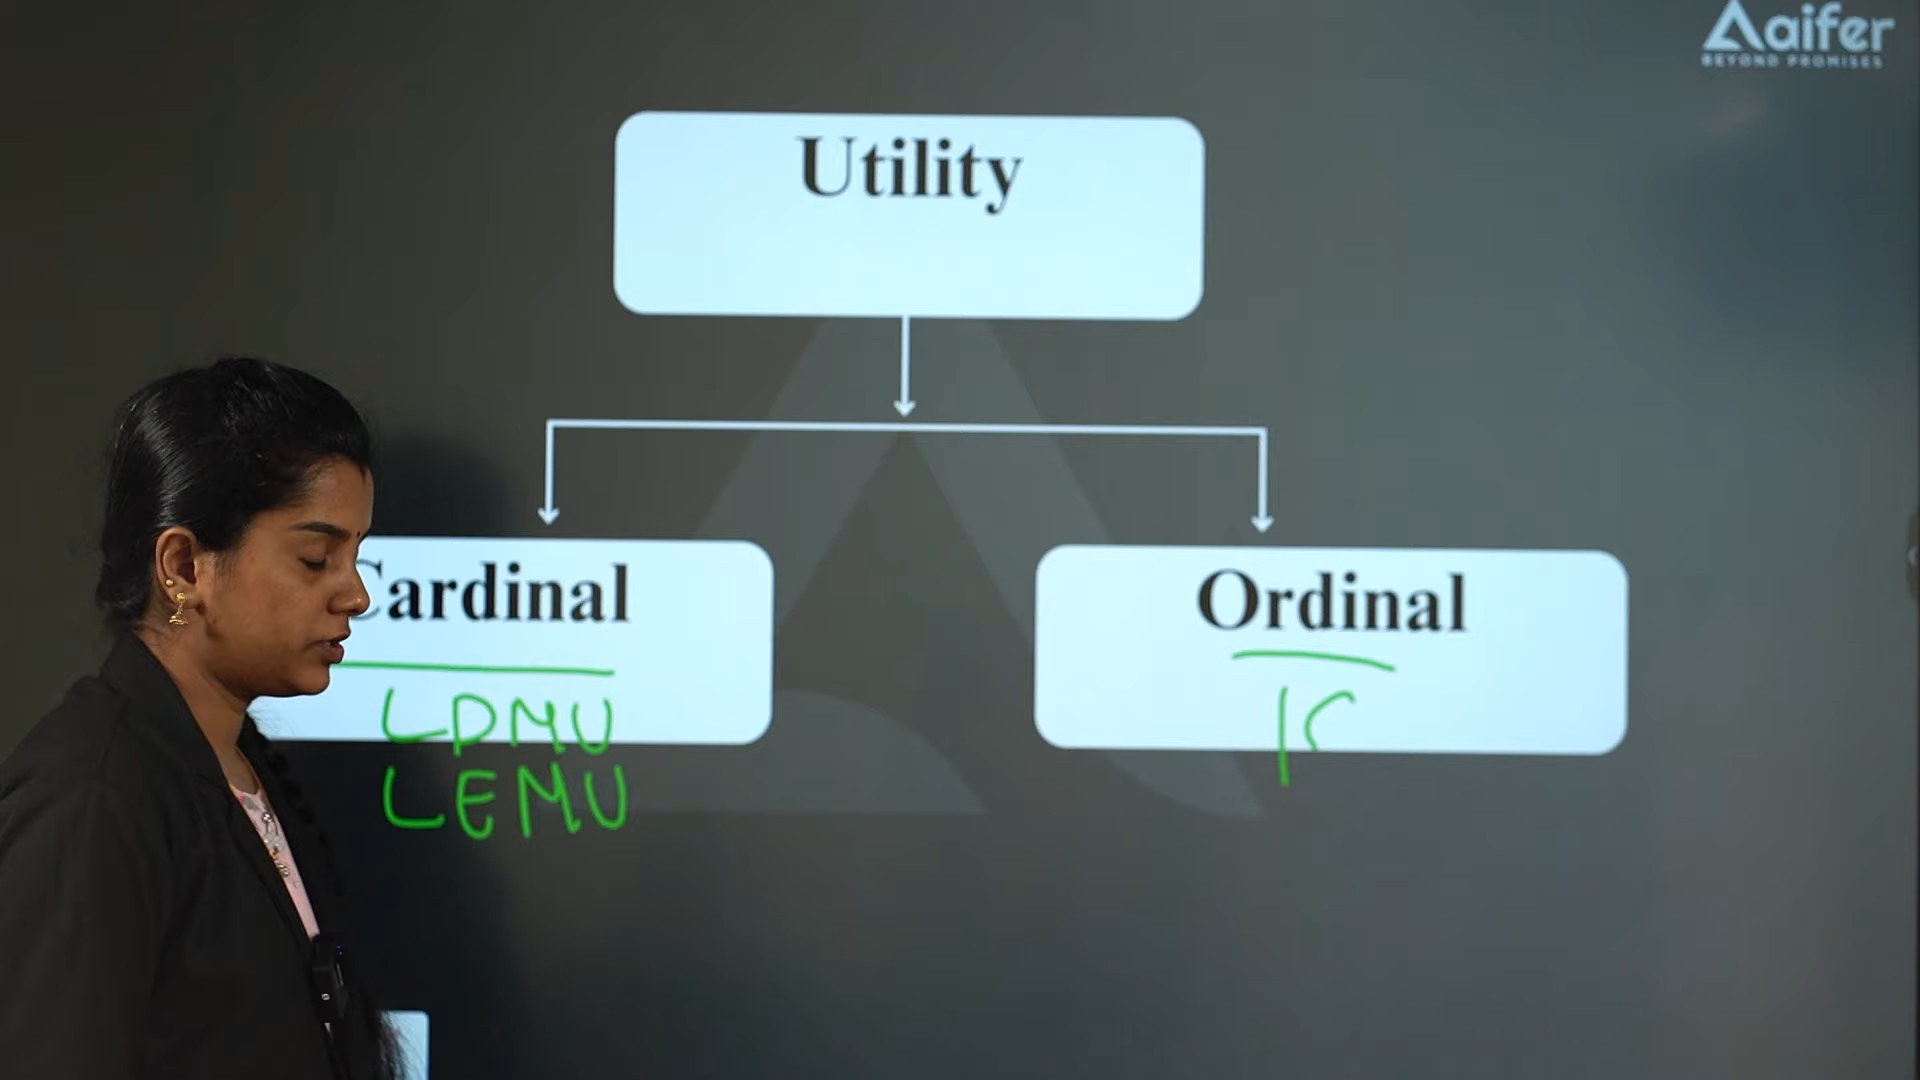 Aaifer
BEYOND PROMISES
Utility
Cardinal
Ordinal
LDMU
IC
LEMU